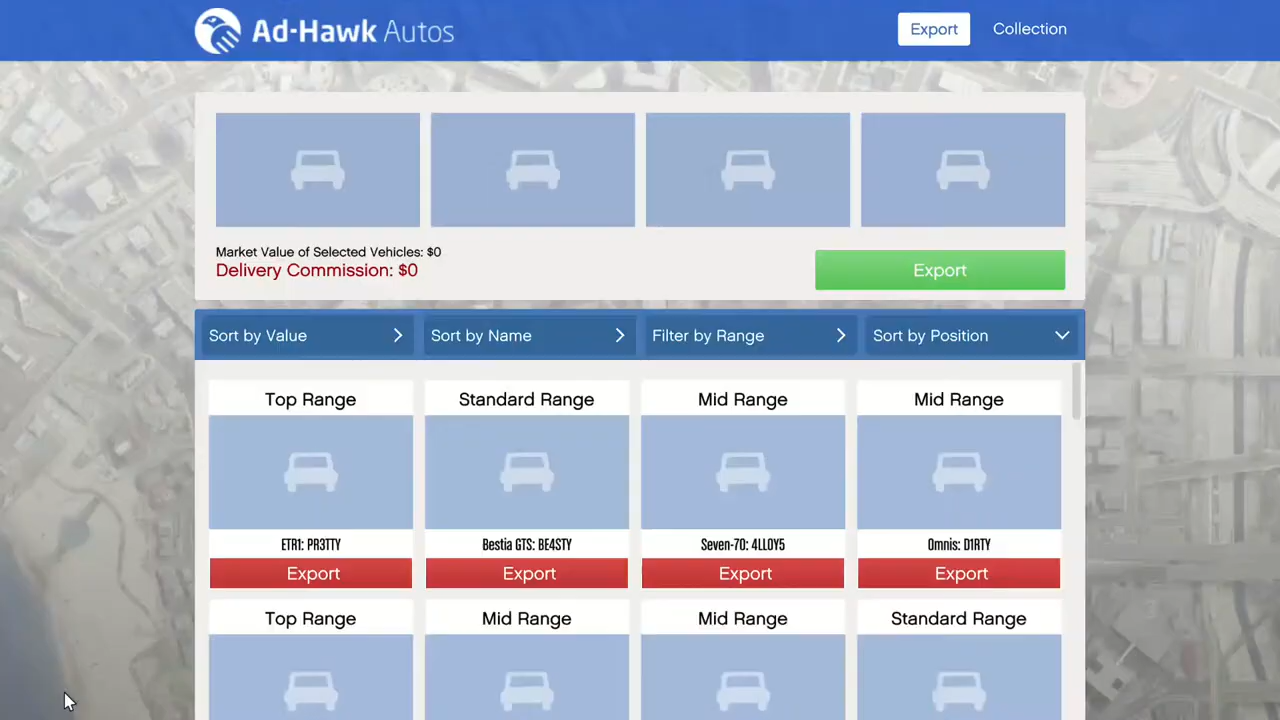 Ad-Hawk Autos
Export
Collection
Market Value of Selected Vehicles: $0
Delivery Commission: $0
Export
Sort by Value
Sort by Name
Filter by Range
Sort by Position
Top Range
Standard Range
Mid Range
Mid Range
ETR1: PR3TTY
Bestia GTS: BE4STY
Seven-70: 4LLOY5
Omnis: D1RTY
Export
Export
Export
Export
Top Range
Mid Range
Mid Range
Standard Range